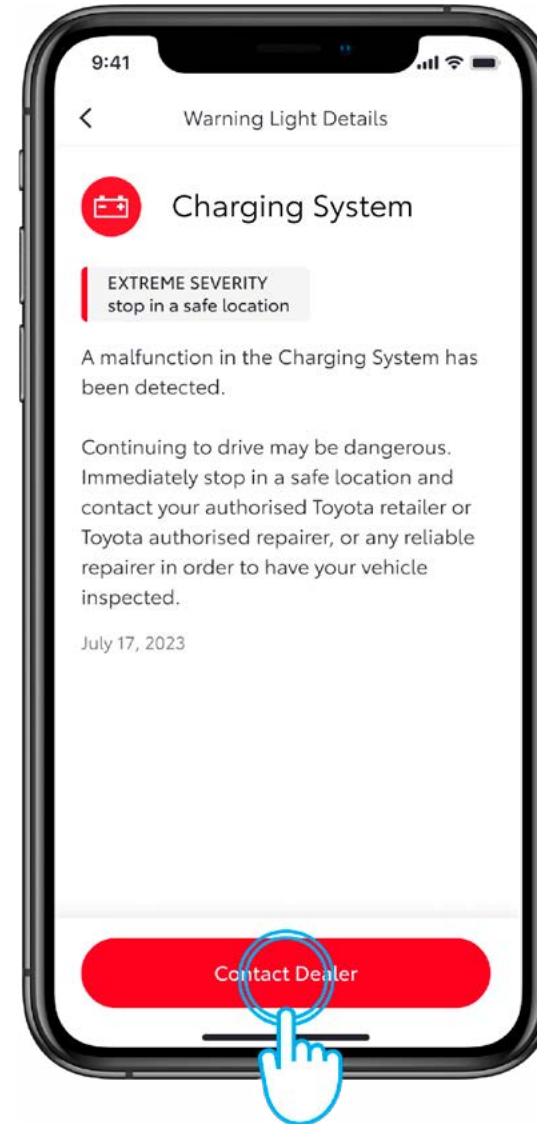 9:41
Warning Light Details
Charging System
EXTREME SEVERITY
stop in a safe location
A malfunction in the Charging System has
been detected.
Continuing to drive may be dangerous.
Immediately stop in a safe location and
contact your authorised Toyota retailer or
Toyota authorised repairer, or any reliable
repairer in order to have your vehicle
inspected.
July 17, 2023
Contact Dealer